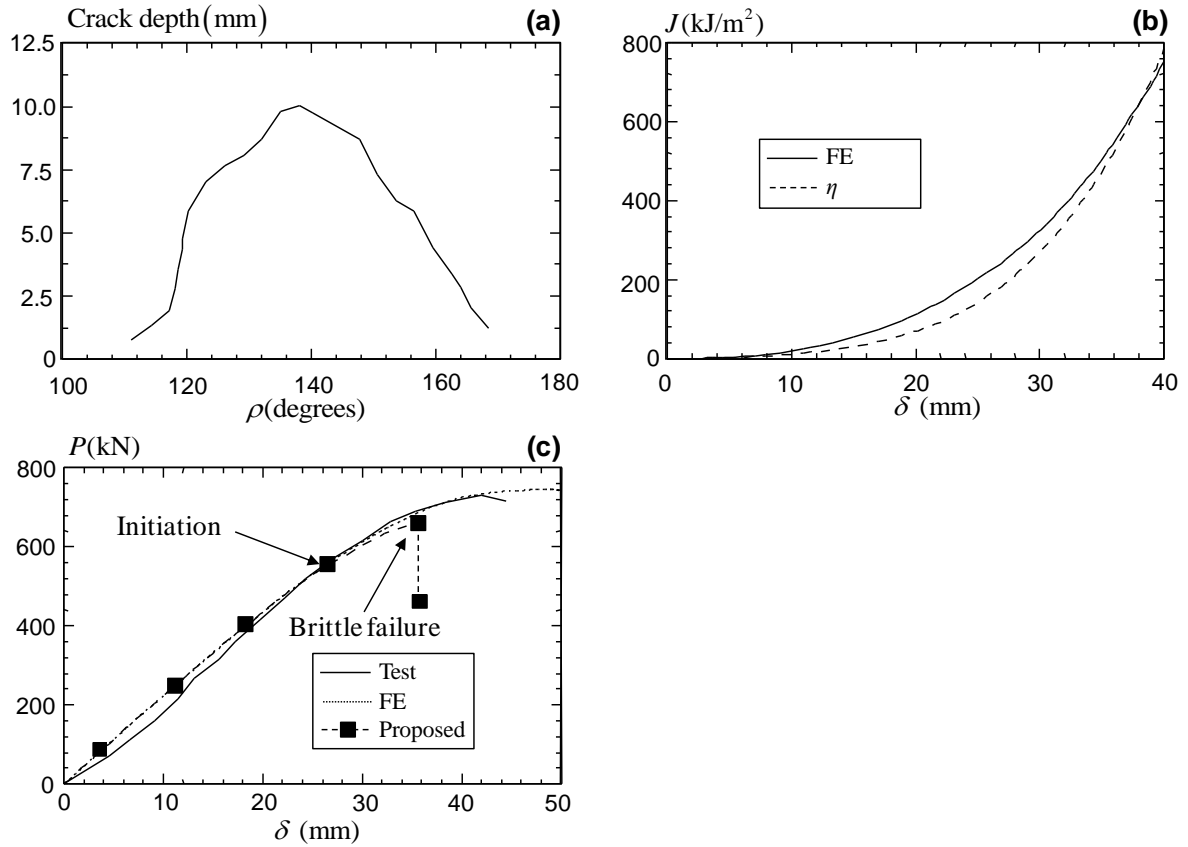 Crack depth(mm) (a)
12.5
10.0
7.5
5.0
2.5
0
100 120 140 160 180
ρ(degrees)
J(kJ/m²) (b)
800
600
400
200
0
FE
η
0 10 20 30 40
δ (mm)
P(kN) (c)
800
600
400
200
0
Initiation
Brittle failure
Test
FE
Proposed
0 10 20 30 40 50
δ (mm)